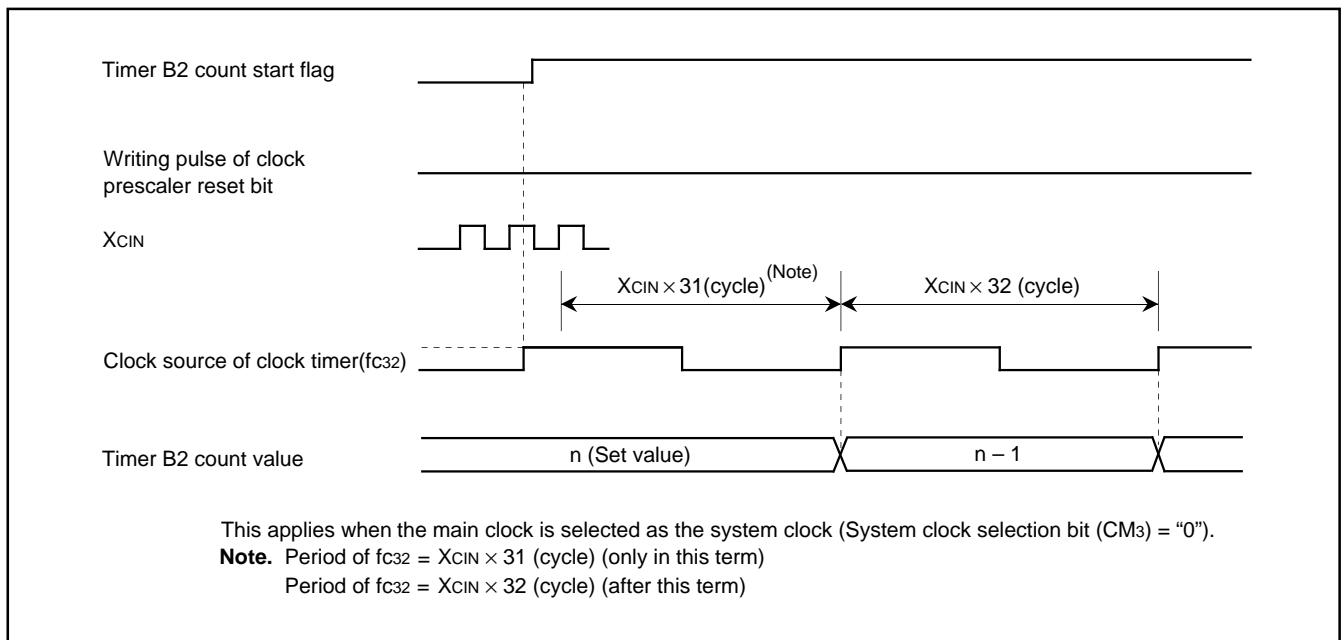 Timer B2 count start flag
Writing pulse of clock
prescaler reset bit
XCIN
XCIN × 31(cycle)(Note)
XCIN × 32 (cycle)
Clock source of clock timer(fC32)
Timer B2 count value
n (Set value)
n – 1
This applies when the main clock is selected as the system clock (System clock selection bit (CM3) = “0”).
Note. Period of fC32 = XCIN × 31 (cycle) (only in this term)
Period of fC32 = XCIN × 32 (cycle) (after this term)